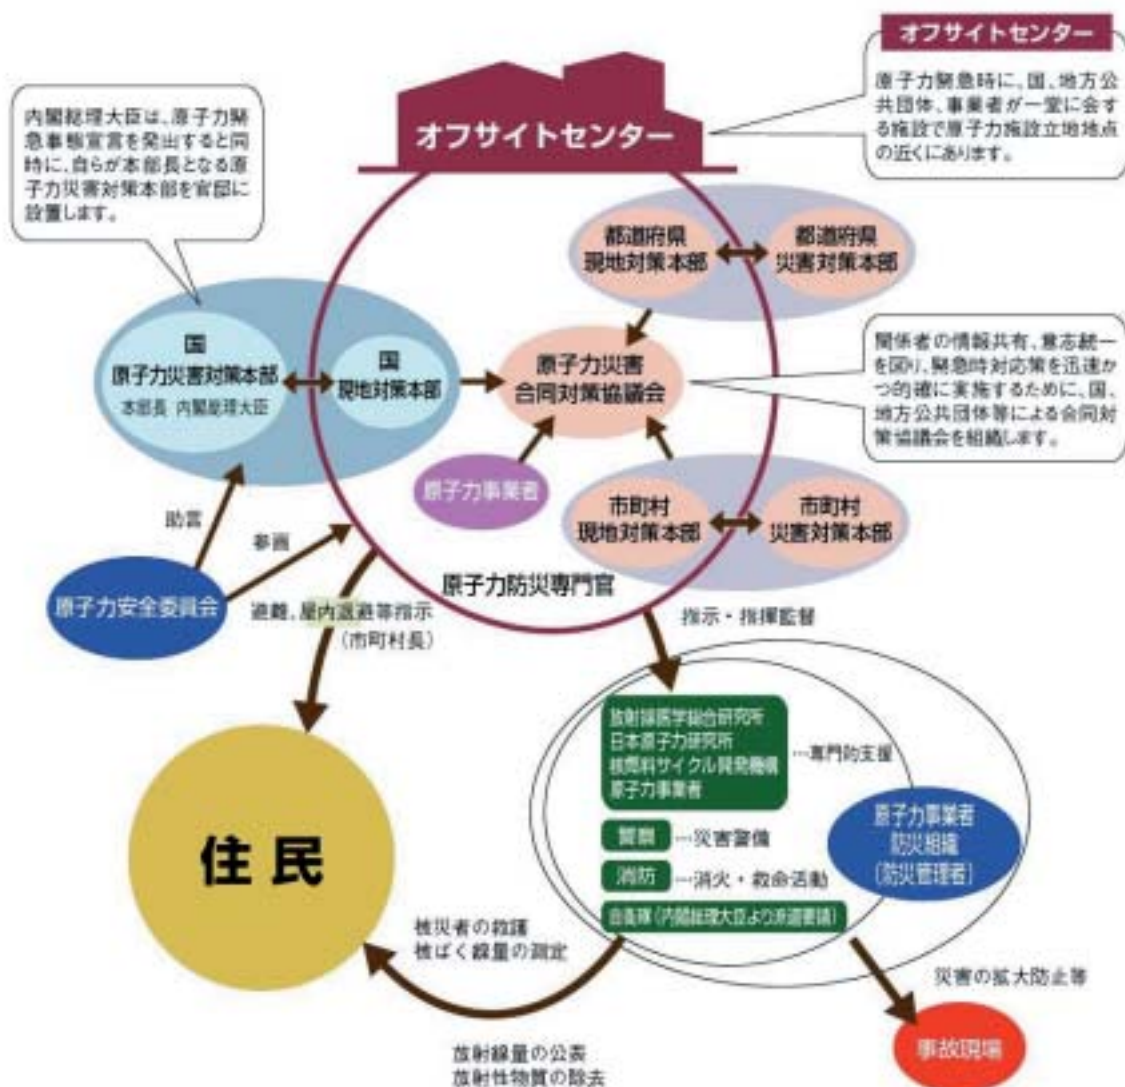 オフサイトセンター
原子力緊急時に、国、地方公
共団体、事業者が一堂に会す
る施設で原子力施設立地地点
の近くにあります。
内閣総理大臣は、原子力緊
急事態宣言を発出すると同
時に、自らが本部長となる原
子力災害対策本部を官邸に
設置します。
オフサイトセンター
都道府県
現地対策本部
都道府県
災害対策本部
国
原子力災害対策本部
本部長 内閣総理大臣
国
現地対策本部
原子力災害
合同対策協議会
関係者の情報共有、意志統一
を図り、緊急時対応策を迅速か
つ的確に実施するために、国、
地方公共団体等による合同対
策協議会を組織します。
原子力事業者
市町村
現地対策本部
市町村
災害対策本部
助言
参画
原子力安全委員会
原子力防災専門官
避難、屋内退避等指示
(市町村長)
指示・指揮監督
放射線医学総合研究所
日本原子力研究所
核燃料サイクル開発機構
原子力事業者
…専門的支援
警察
…災害警備
消防
…消火・救命活動
自衛隊(内閣総理大臣より派遣要請)
原子力事業者
防災組織
(防災管理者)
住民
被災者の救護
被ばく線量の測定
放射線量の公表
放射性物質の除去
災害の拡大防止等
事故現場